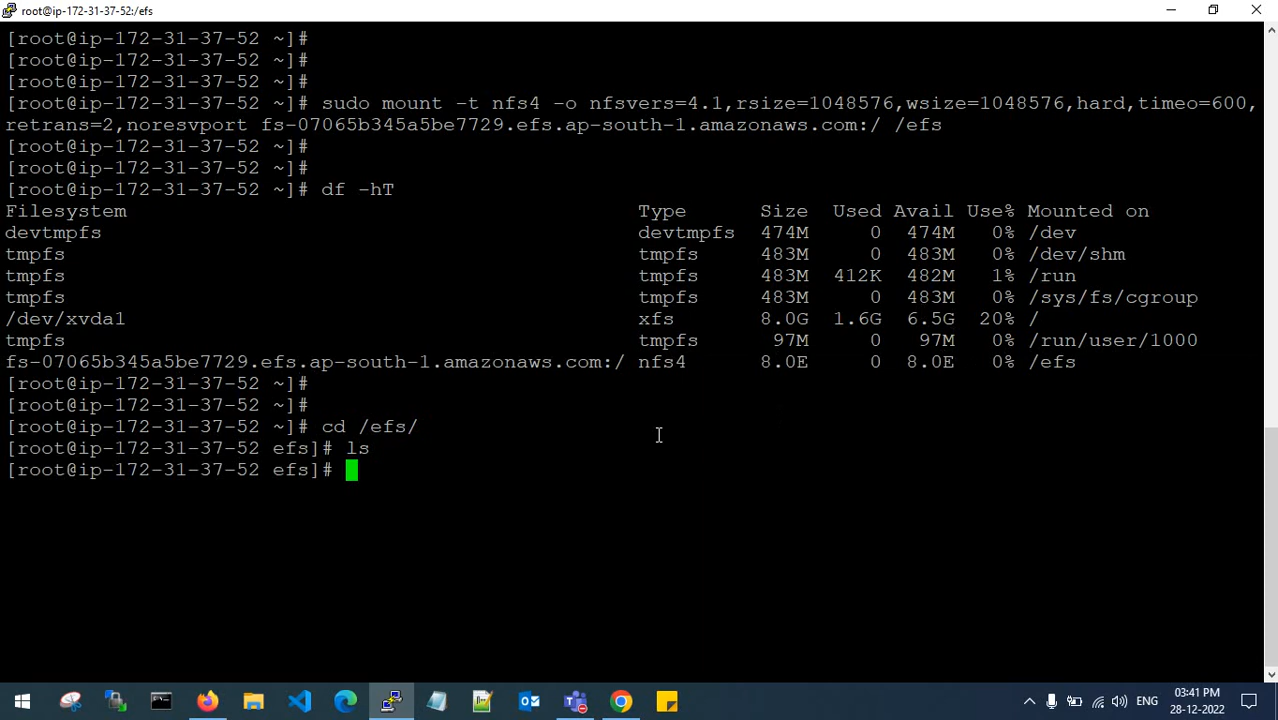 root@ip-172-31-37-52:/efs
[root@ip-172-31-37-52 ~]#
[root@ip-172-31-37-52 ~]#
[root@ip-172-31-37-52 ~]#
[root@ip-172-31-37-52 ~]# sudo mount -t nfs4 -o nfsvers=4.1,rsize=1048576,wsize=1048576,hard,timeo=600,
retrans=2,noresvport fs-07065b345a5be7729.efs.ap-south-1.amazonaws.com:/ /efs
[root@ip-172-31-37-52 ~]#
[root@ip-172-31-37-52 ~]#
[root@ip-172-31-37-52 ~]# df -hT
Filesystem Type Size Used Avail Use% Mounted on
devtmpfs devtmpfs 474M 0 474M 0% /dev
tmpfs tmpfs 483M 0 483M 0% /dev/shm
tmpfs tmpfs 483M 412K 482M 1% /run
tmpfs tmpfs 483M 0 483M 0% /sys/fs/cgroup
/dev/xvda1 xfs 8.0G 1.6G 6.5G 20% /
tmpfs tmpfs 97M 0 97M 0% /run/user/1000
fs-07065b345a5be7729.efs.ap-south-1.amazonaws.com:/ nfs4 8.0E 0 8.0E 0% /efs
[root@ip-172-31-37-52 ~]#
[root@ip-172-31-37-52 ~]#
[root@ip-172-31-37-52 ~]# cd /efs/
[root@ip-172-31-37-52 efs]# ls
[root@ip-172-31-37-52 efs]#
ENG
03:41 PM
28-12-2022